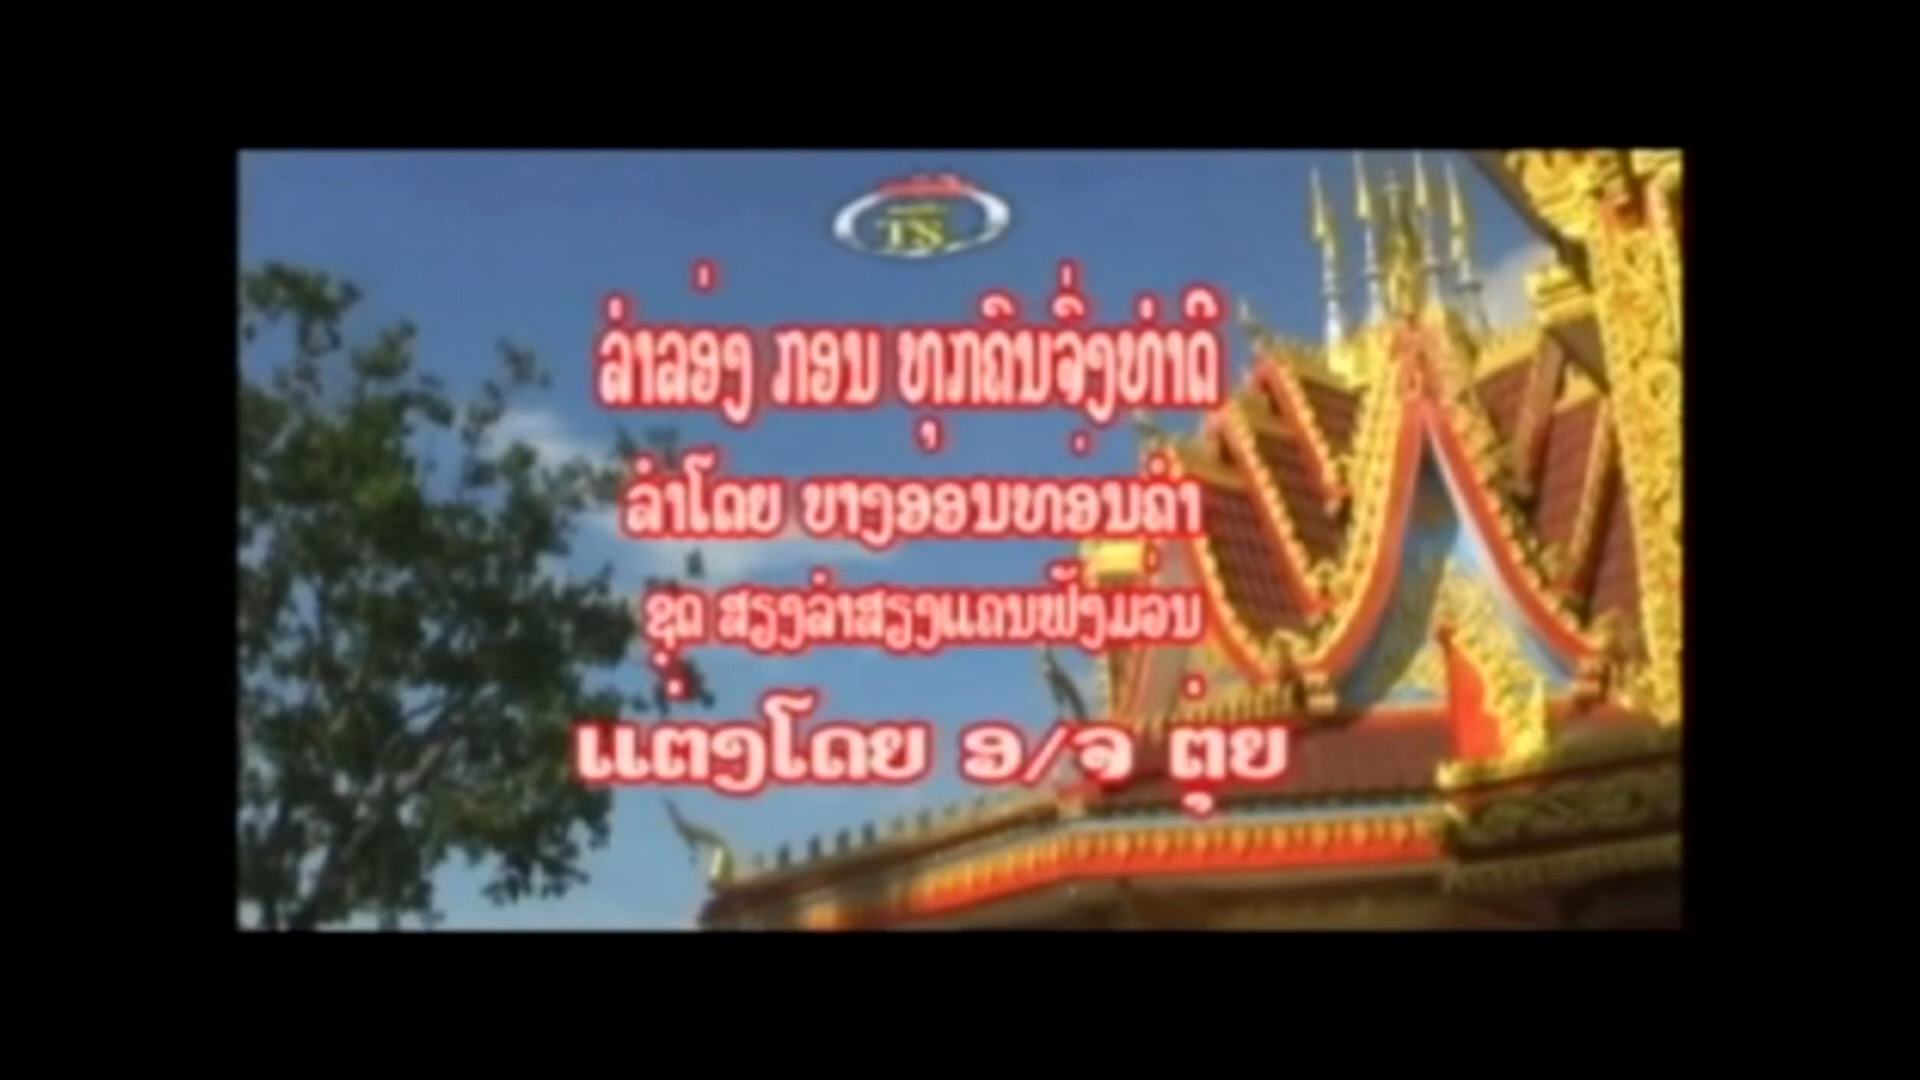 TS
ລຳລ່ອງ ກອນ ທຸກຄົນຈົ່ງທຳດີ
ລຳໂດຍ ບາງອອນທອ່ນຄຳ
ຊຸດ ສຽງລຳສຽງແຄນຟັງມ່ວນ
ແຕ່ງໂດຍ ອ/ຈ ຕຸ່ຍ